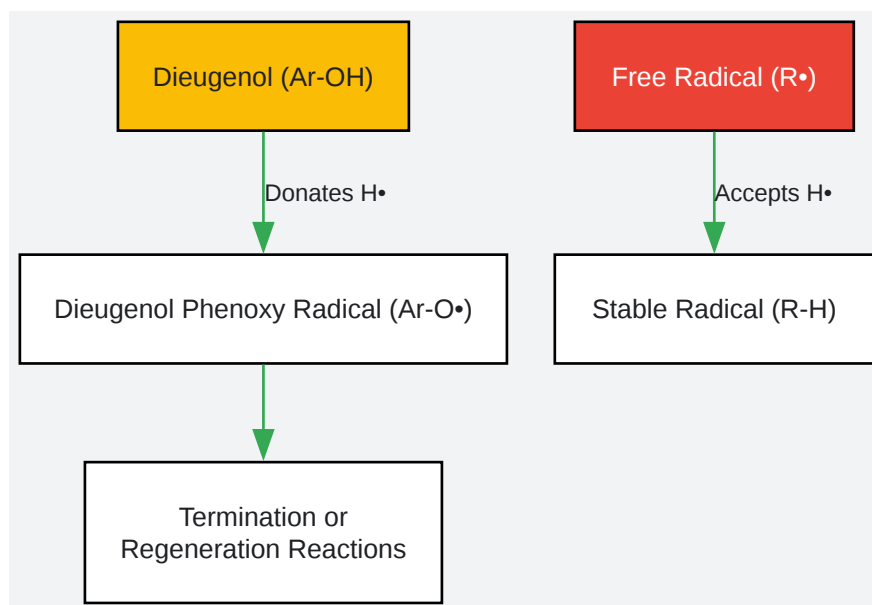 Dieugenol (Ar-OH)
Free Radical (R•)
Donates H•
Accepts H•
Dieugenol Phenoxy Radical (Ar-O•)
Stable Radical (R-H)
Termination or
Regeneration Reactions